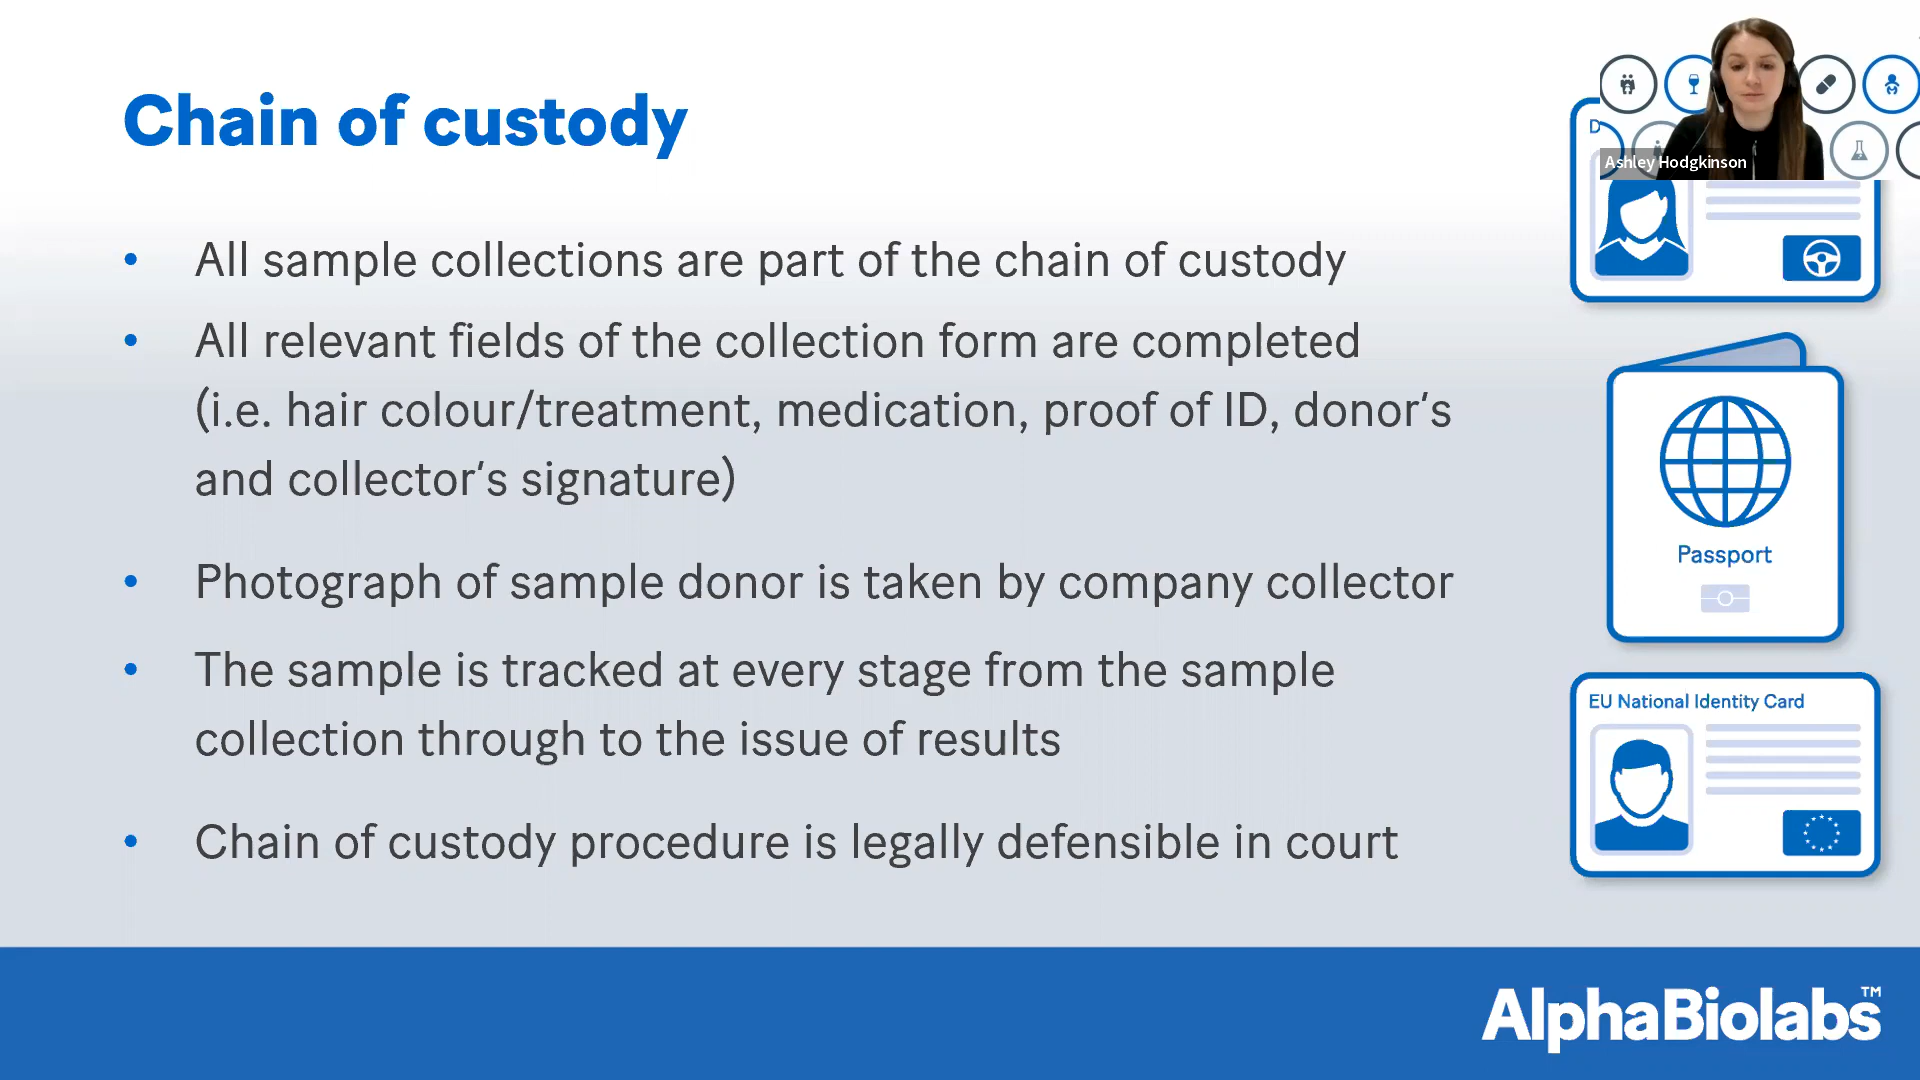 Chain of custody
• All sample collections are part of the chain of custody
• All relevant fields of the collection form are completed
(i.e. hair colour/treatment, medication, proof of ID, donor’s
and collector’s signature)
• Photograph of sample donor is taken by company collector
• The sample is tracked at every stage from the sample
collection through to the issue of results
• Chain of custody procedure is legally defensible in court
Ashley Hodgkinson
Passport
EU National Identity Card
AlphaBiolabs™